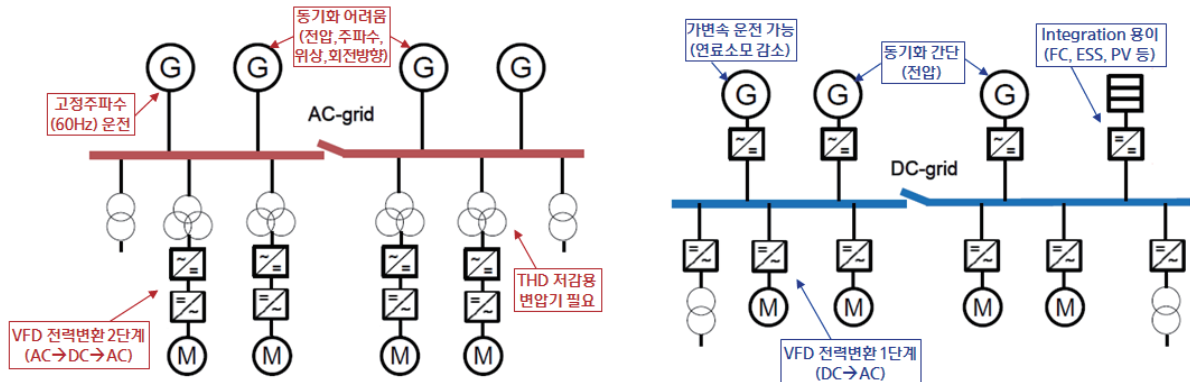 동기화 어려움
(전압,주파수,
위상,회전방향)
G
G
G
G
고정주파수
(60Hz) 운전
AC-grid
~
=
~
=
~
=
~
=
=
~
=
~
=
~
=
~
M
M
M
M
THD 저감용
변압기 필요
VFD 전력변환 2단계
(AC→DC→AC)
가변속 운전 가능
(연료소모 감소)
동기화 간단
(전압)
Integration 용이
(FC, ESS, PV 등)
G
G
G
~
=
~
=
~
=
~
=
DC-grid
=
~
=
~
=
~
=
~
=
~
=
~
M
M
M
M
VFD 전력변환 1단계
(DC→AC)